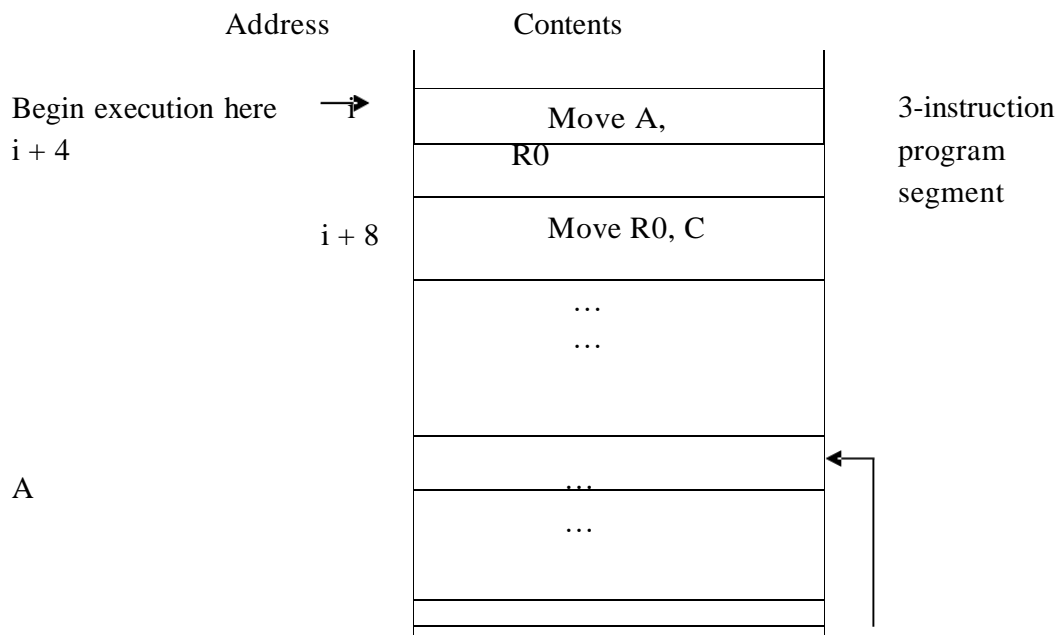 Address Contents
Begin execution here i Move A, 3-instruction
i + 4 R0 program
segment
i + 8 Move R0, C
…
…
A …
…